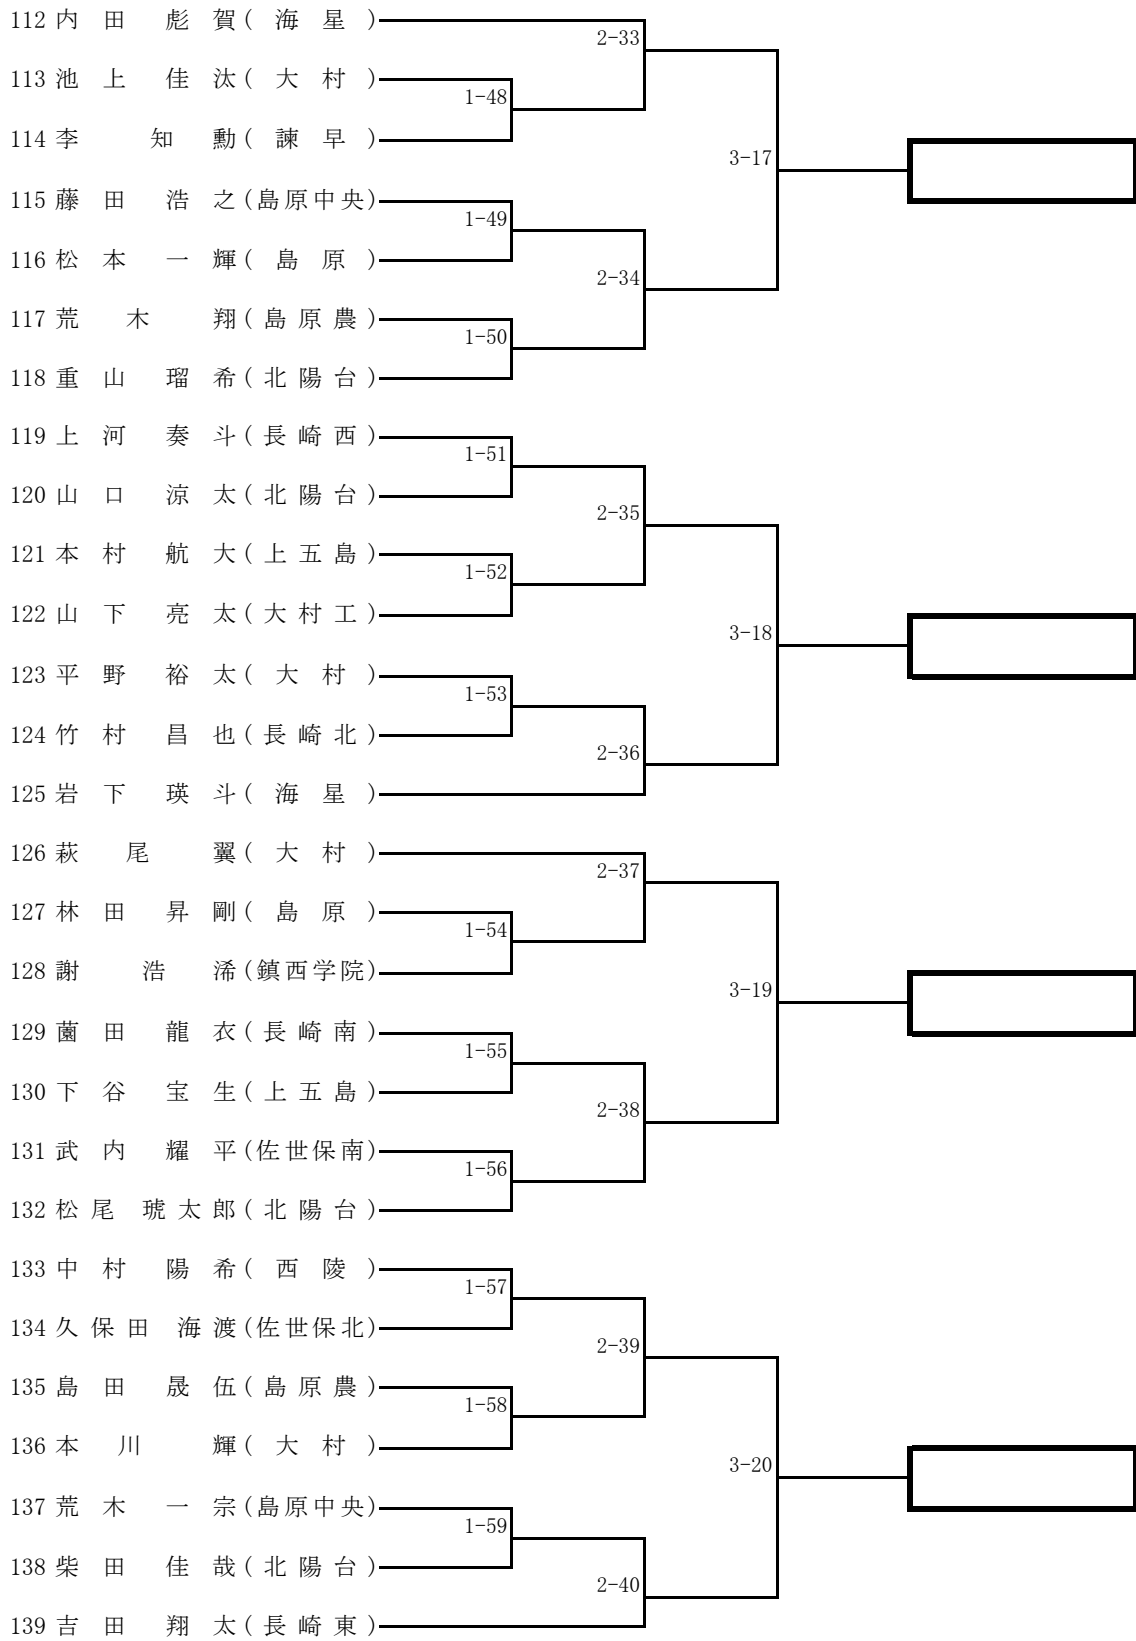 112 内田 彪賀(海星)
2-33
113 池上 佳汰(大村)
1-48
114 李 知勳(諫早)
3-17
115 藤田 浩之(島原中央)
1-49
116 松本 一輝(島原)
2-34
117 荒木 翔(島原農)
1-50
118 重山 瑠希(北陽台)
119 上河 奏斗(長崎西)
1-51
120 山口 涼太(北陽台)
2-35
121 本村 航大(上五島)
1-52
122 山下 亮太(大村工)
3-18
123 平野 裕太(大村)
1-53
124 竹村 昌也(長崎北)
2-36
125 岩下 瑛斗(海星)
126 萩尾 翼(大村)
2-37
127 林田 昇剛(島原)
1-54
128 謝 浩浠(鎮西学院)
3-19
129 薗田 龍衣(長崎南)
1-55
130 下谷 宝生(上五島)
2-38
131 武内 耀平(佐世保南)
1-56
132 松尾 琥太郎(北陽台)
133 中村 陽希(西陵)
1-57
134 久保田 海渡(佐世保北)
2-39
135 島田 晟伍(島原農)
1-58
136 本川 輝(大村)
3-20
137 荒木 一宗(島原中央)
1-59
138 柴田 佳哉(北陽台)
2-40
139 吉田 翔太(長崎東)